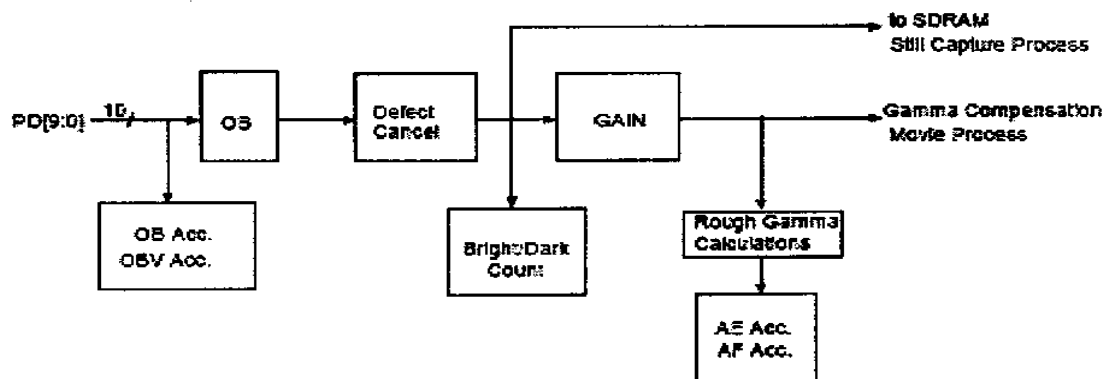 to SDRAM
Still Capture Process
PD[9:0]
10
OB
Defect
Cancel
GAIN
Gamma Compensation
Movie Process
OB Acc.
OBV Acc.
Bright/Dark
Count
Rough Gamma
Calculations
AE Acc.
AF Acc.